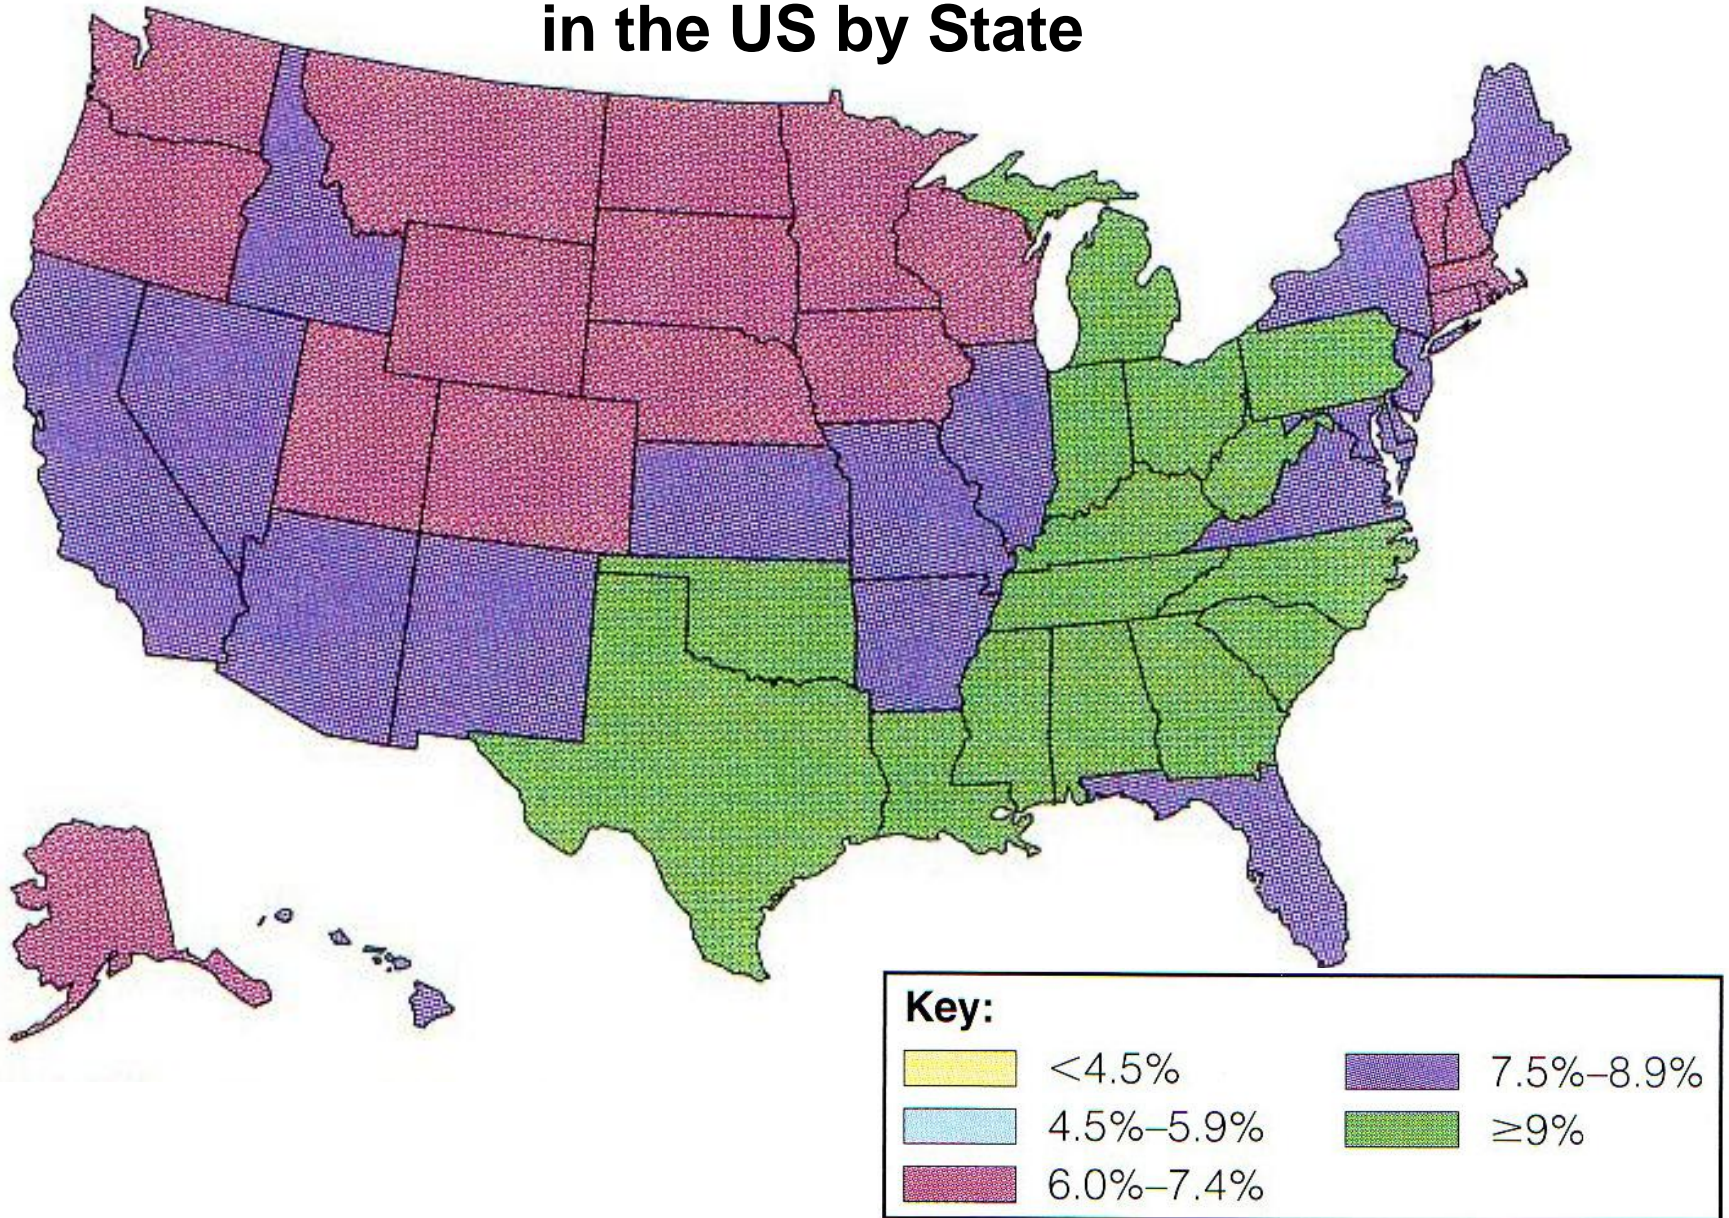 in the US by State
Key:
<4.5%
4.5%–5.9%
6.0%–7.4%
7.5%–8.9%
≥9%